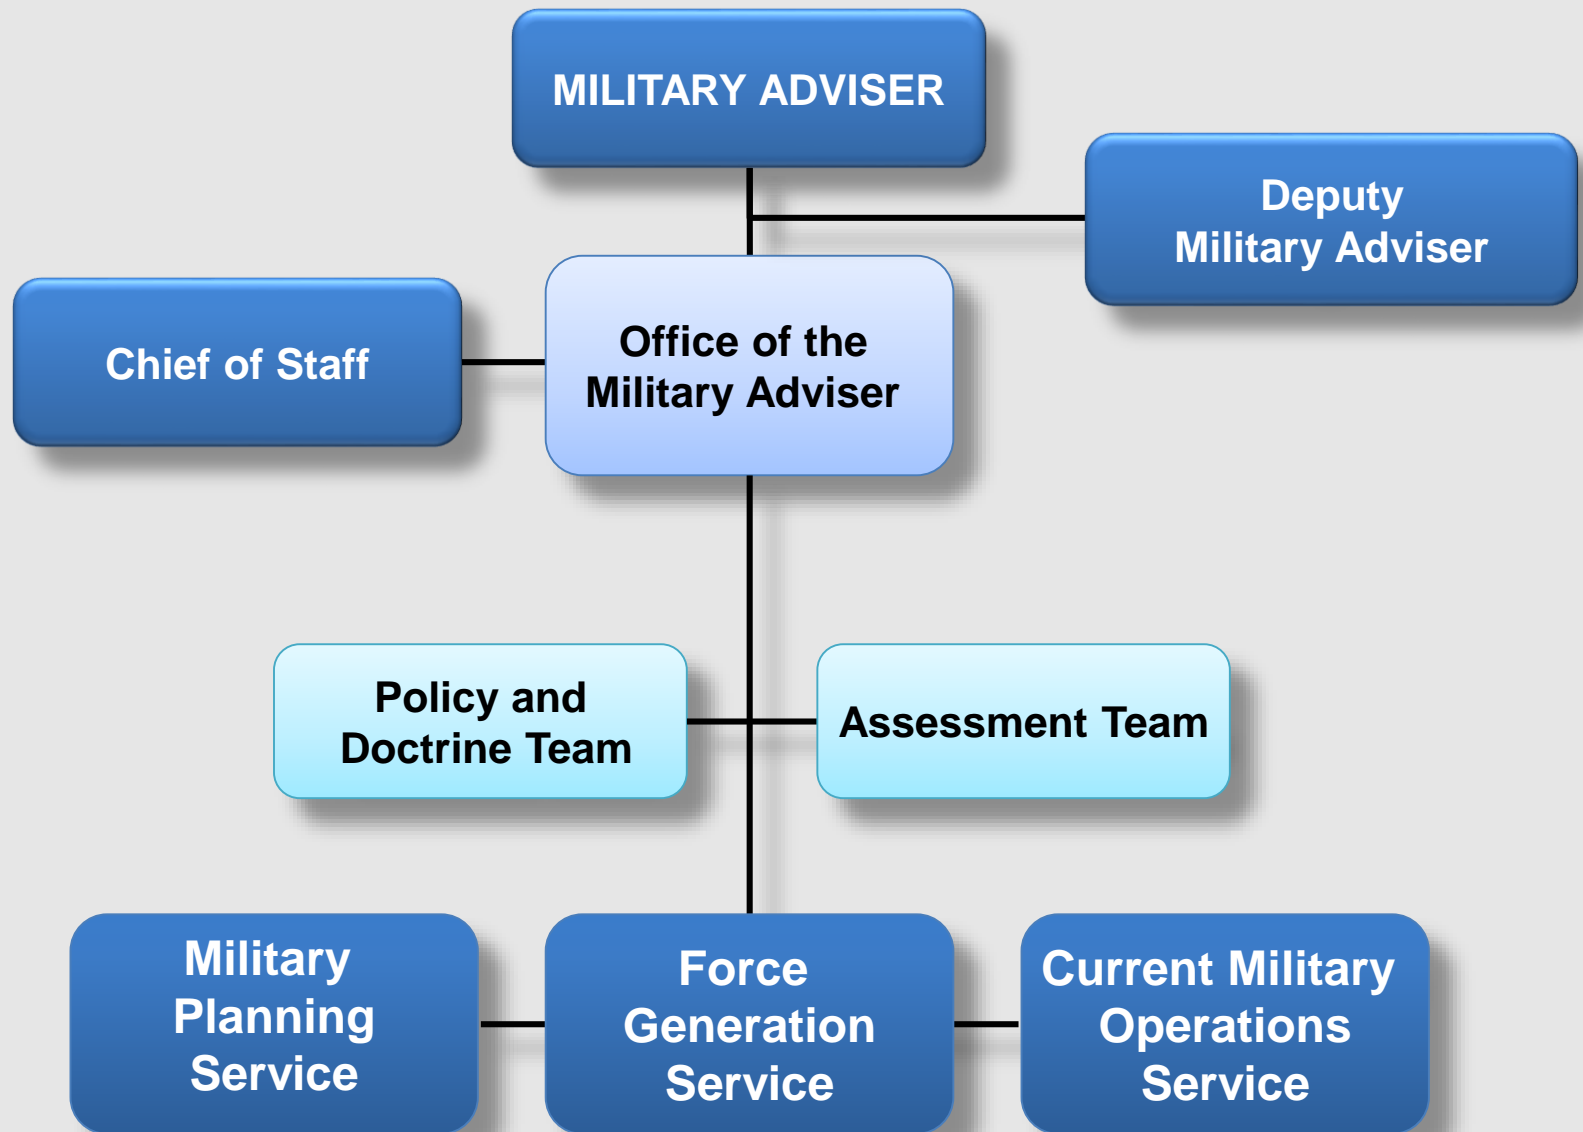 MILITARY ADVISER
Deputy
Military Adviser
Chief of Staff
Office of the
Military Adviser
Policy and
Doctrine Team
Assessment Team
Military
Planning
Service
Force
Generation
Service
Current Military
Operations
Service